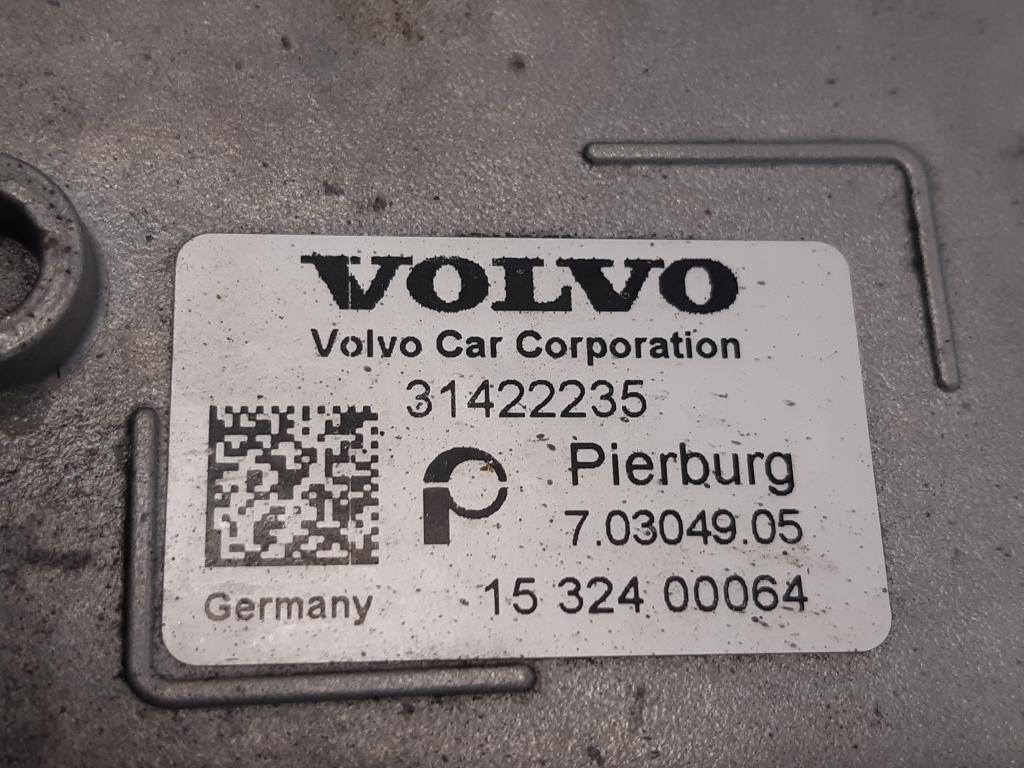 VOLVO
Volvo Car Corporation
31422235
Pierburg
7.03049.05
Germany
15 324 00064